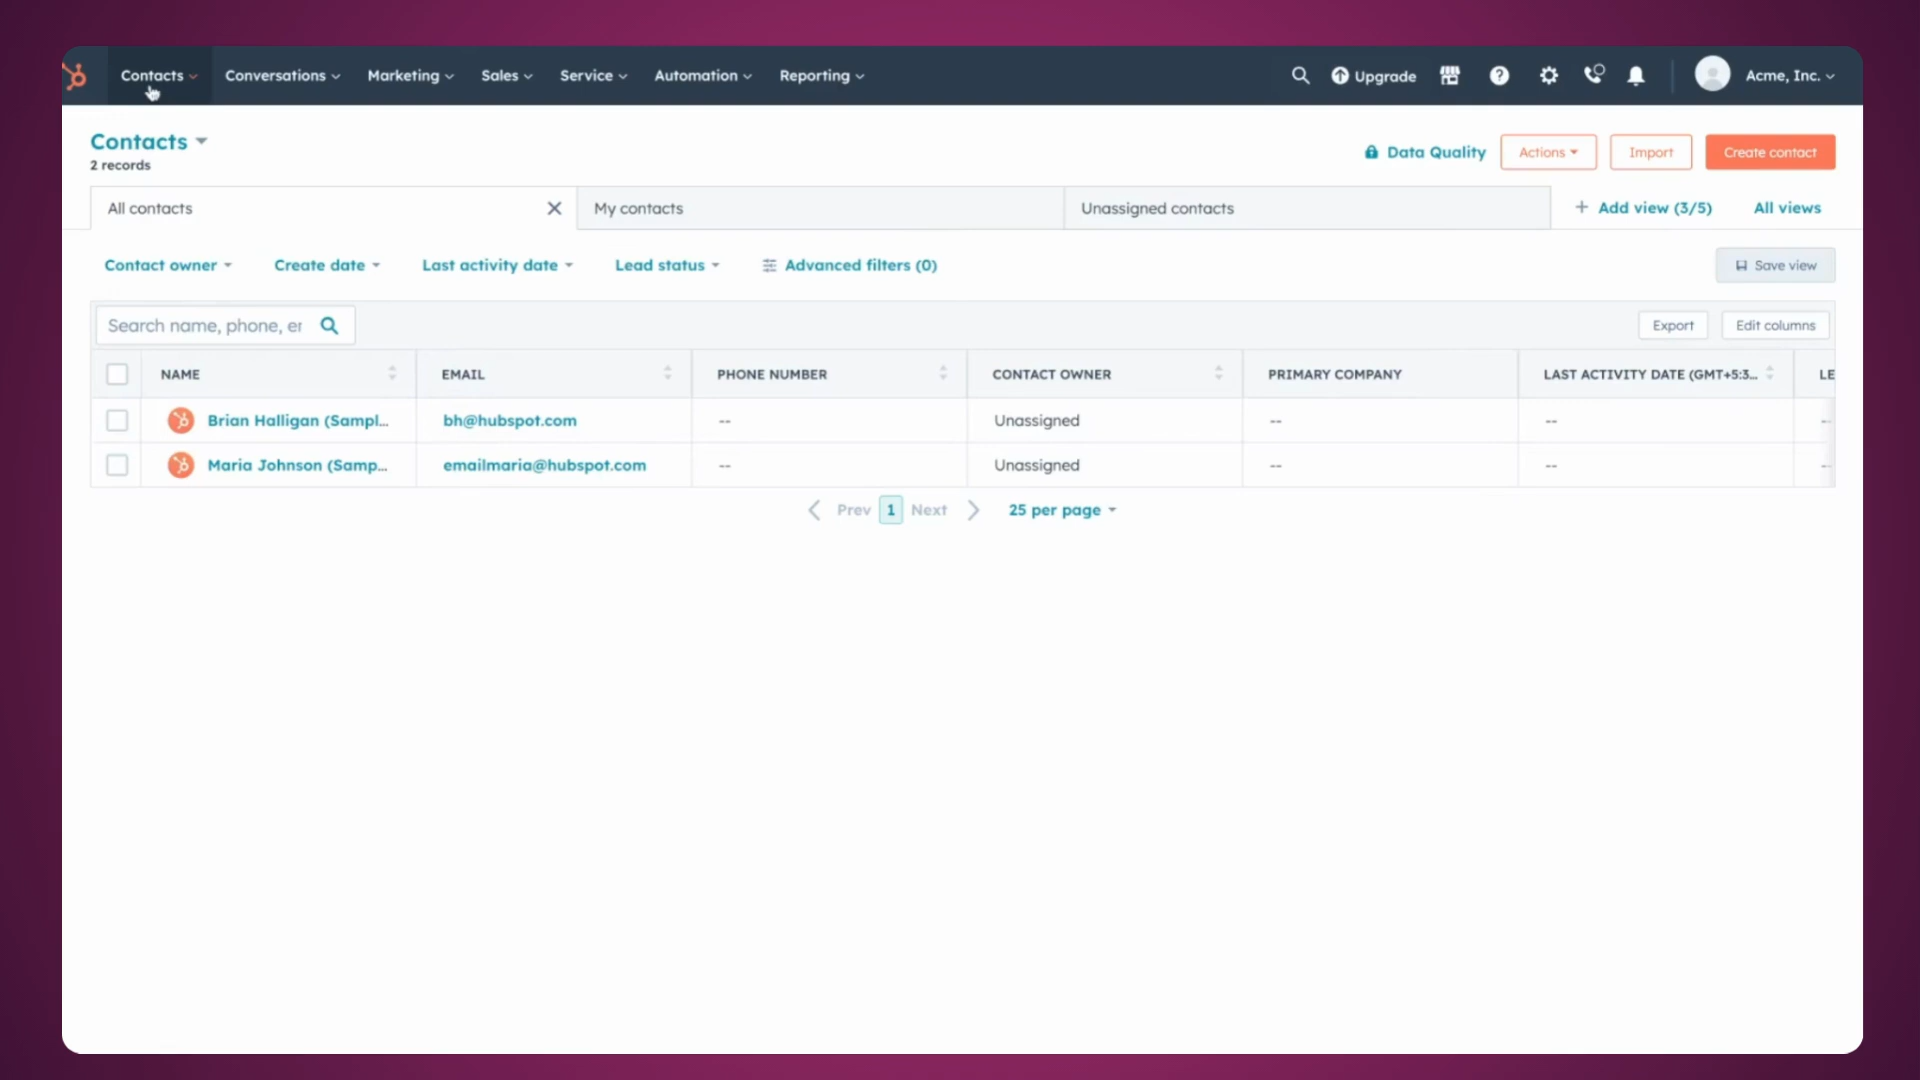 Contacts Conversations Marketing Sales Service Automation Reporting Upgrade Acme, Inc.
Contacts
2 records
Data Quality Actions Import Create contact
All contacts My contacts Unassigned contacts + Add view (3/5) All views
Contact owner Create date Last activity date Lead status Advanced filters (0) Save view
Search name, phone, er Export Edit columns
NAME EMAIL PHONE NUMBER CONTACT OWNER PRIMARY COMPANY LAST ACTIVITY DATE (GMT+5:3... LE
Brian Halligan (Sampl... bh@hubspot.com -- Unassigned -- -- --
Maria Johnson (Samp... emailmaria@hubspot.com -- Unassigned -- -- --
Prev 1 Next 25 per page